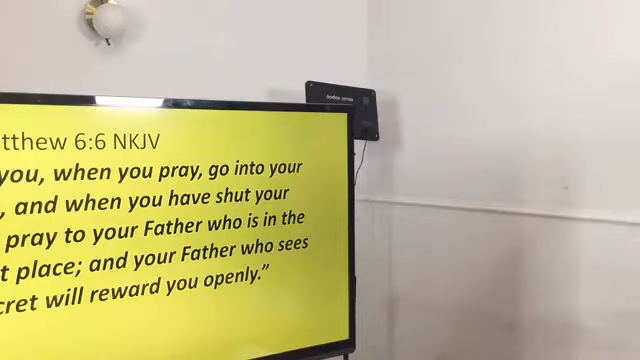 tthew 6:6 NKJV
you, when you pray, go into your
, and when you have shut your
pray to your Father who is in the
t place; and your Father who sees
cret will reward you openly.”